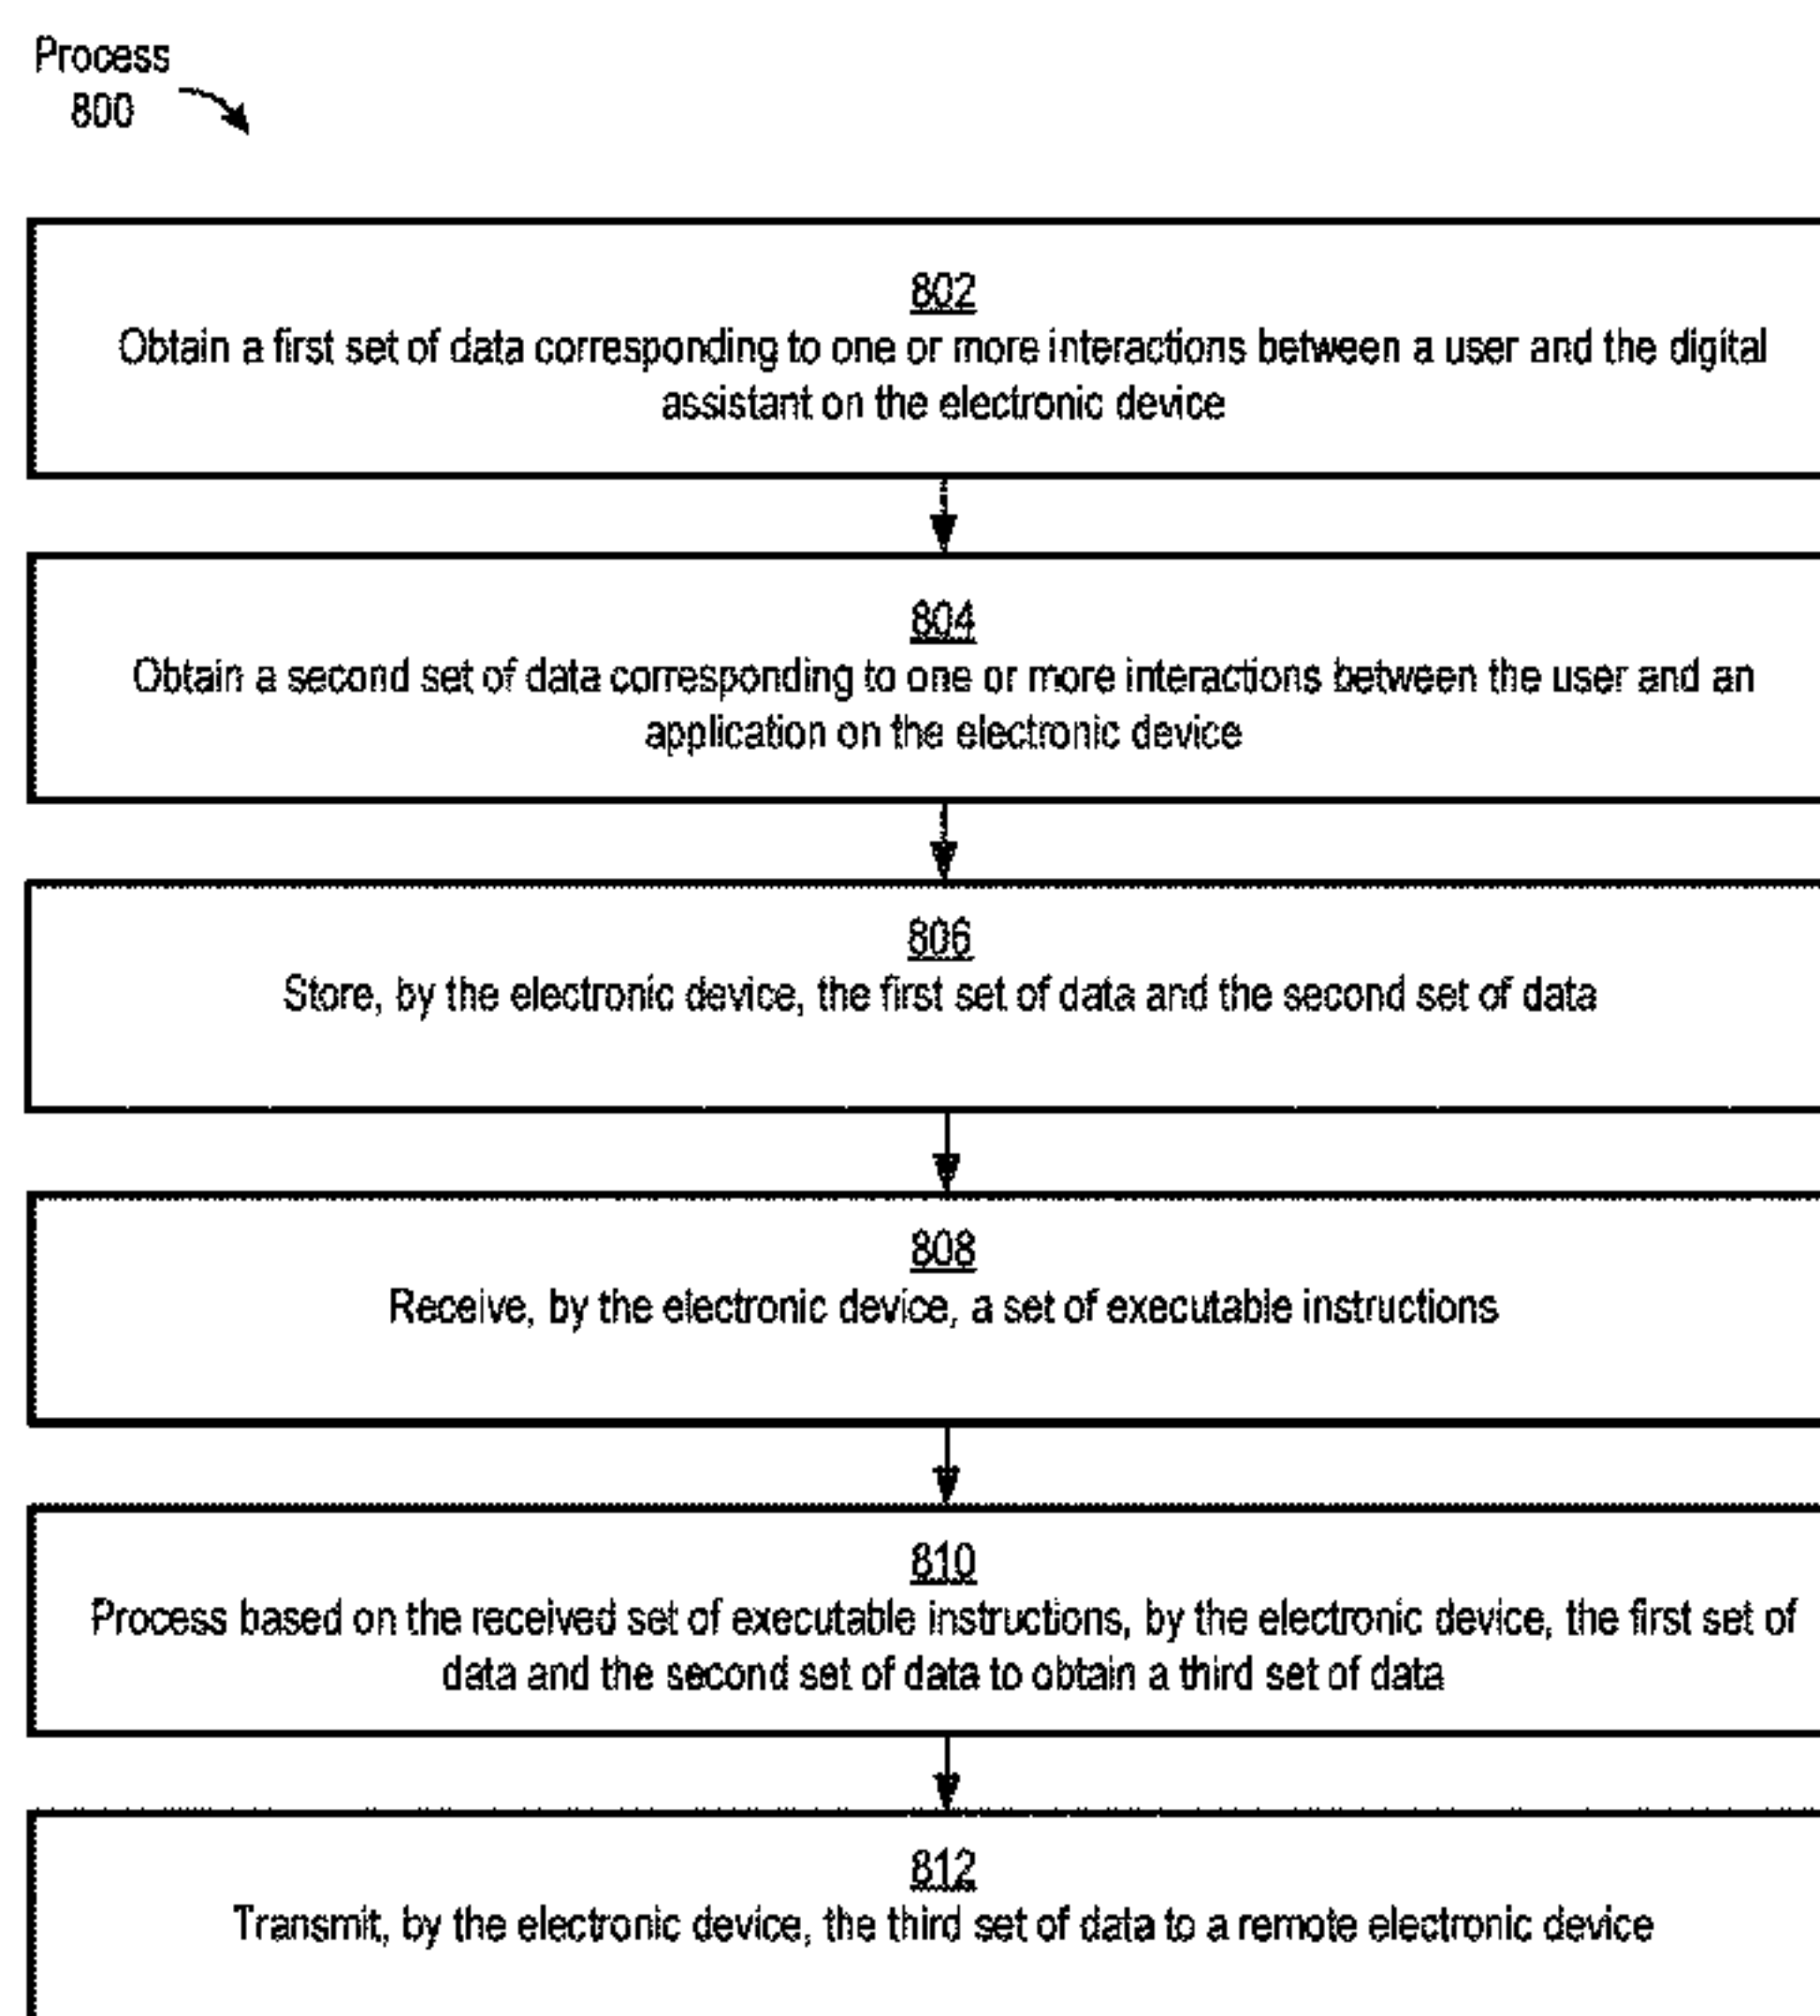 Process
800
802
Obtain a first set of data corresponding to one or more interactions between a user and the digital
assistant on the electronic device
804
Obtain a second set of data corresponding to one or more interactions between the user and an
application on the electronic device
806
Store, by the electronic device, the first set of data and the second set of data
808
Receive, by the electronic device, a set of executable instructions
810
Process based on the received set of executable instructions, by the electronic device, the first set of
data and the second set of data to obtain a third set of data
812
Transmit, by the electronic device, the third set of data to a remote electronic device